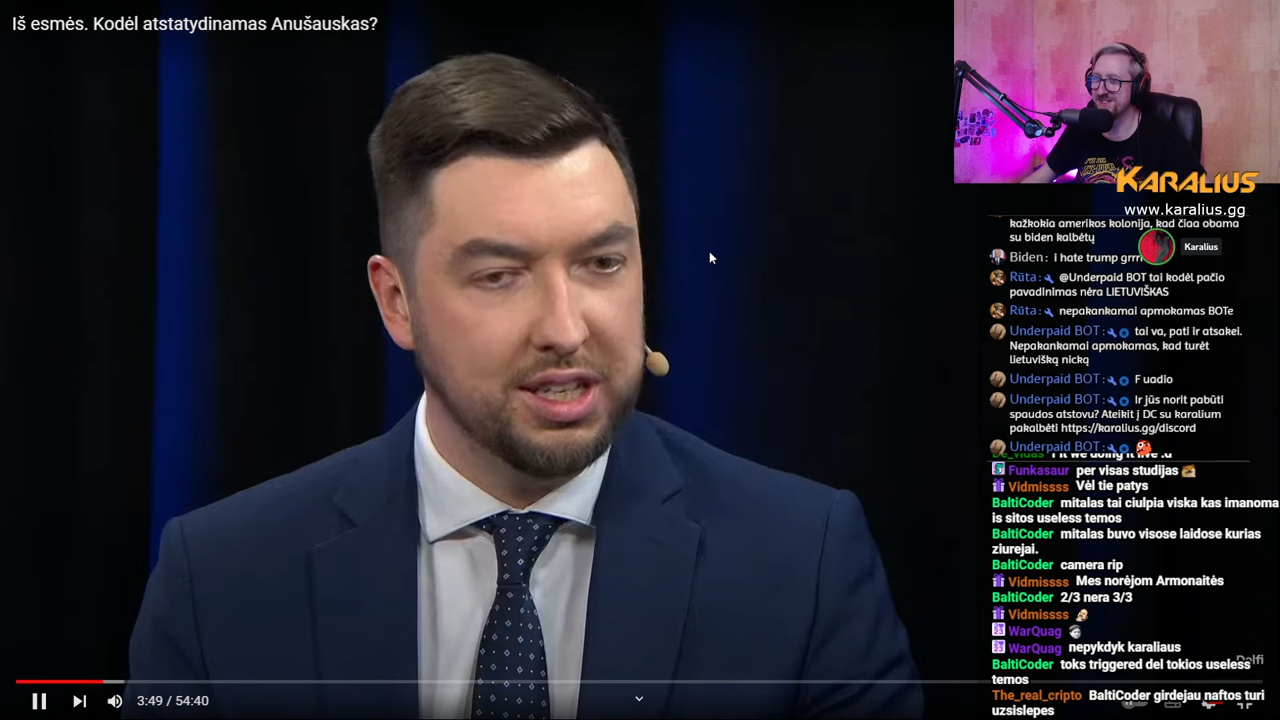 Iš esmės. Kodėl atstatydinamas Anušauskas?
KARALIUS
www.karalius.gg
kažkokia amerikos kolonija, kad čiaa obama
su biden kalbėtų
Biden: i hate trump grrr
Karalius
Rūta: @Underpaid BOT tai kodėl pačio
pavadinimas nėra LIETUVIŠKAS
Rūta: nepakankamai apmokamas BOTe
Underpaid BOT: tai va, pati ir atsakei.
Nepakankamai apmokamas, kad turėt
lietuvišką nicką
Underpaid BOT: F uadio
Underpaid BOT: Ir jūs norit pabūti
spaudos atstovu? Ateikit į DC su karalium
pakalbėti https://karalius.gg/discord
Underpaid BOT:
Funkasaur per visas studijas
Vidmissss Vėl tie patys
BaltiCoder mitalas tai ciulpia viska kas imanoma
is sitos useless temos
BaltiCoder mitalas buvo visose laidose kurias
ziurejai.
BaltiCoder camera rip
Vidmissss Mes norėjom Armonaitės
BaltiCoder 2/3 nera 3/3
Vidmissss
WarQuag
WarQuag nepykdyk karaliaus
BaltiCoder toks triggered del tokios useless
temos
Delfi
The_real_cripto BaltiCoder girdejau naftos turi
uzsislepes
3:49 / 54:40